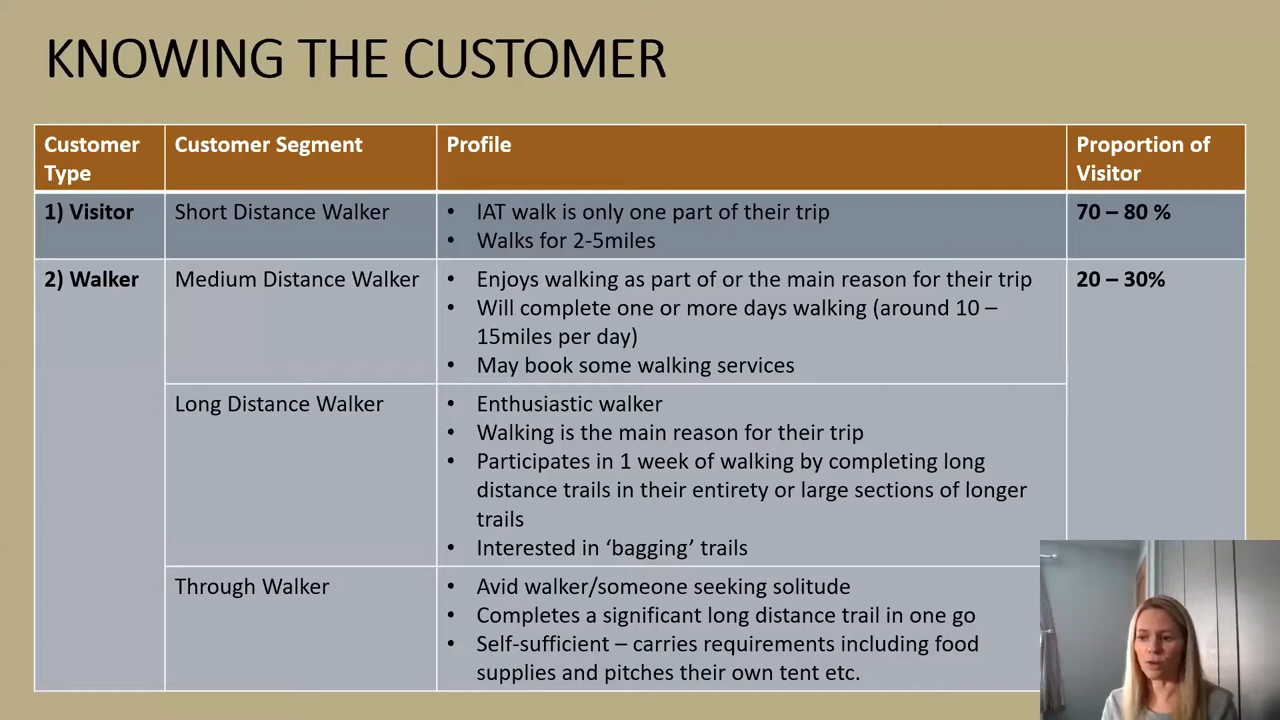 KNOWING THE CUSTOMER
Customer Type
Customer Segment
Profile
Proportion of Visitor
1) Visitor
Short Distance Walker
• IAT walk is only one part of their trip
• Walks for 2-5miles
70 – 80 %
2) Walker
Medium Distance Walker
• Enjoys walking as part of or the main reason for their trip
• Will complete one or more days walking (around 10 –
15miles per day)
• May book some walking services
20 – 30%
Long Distance Walker
• Enthusiastic walker
• Walking is the main reason for their trip
• Participates in 1 week of walking by completing long
distance trails in their entirety or large sections of longer
trails
• Interested in ‘bagging’ trails
Through Walker
• Avid walker/someone seeking solitude
• Completes a significant long distance trail in one go
• Self-sufficient – carries requirements including food
supplies and pitches their own tent etc.